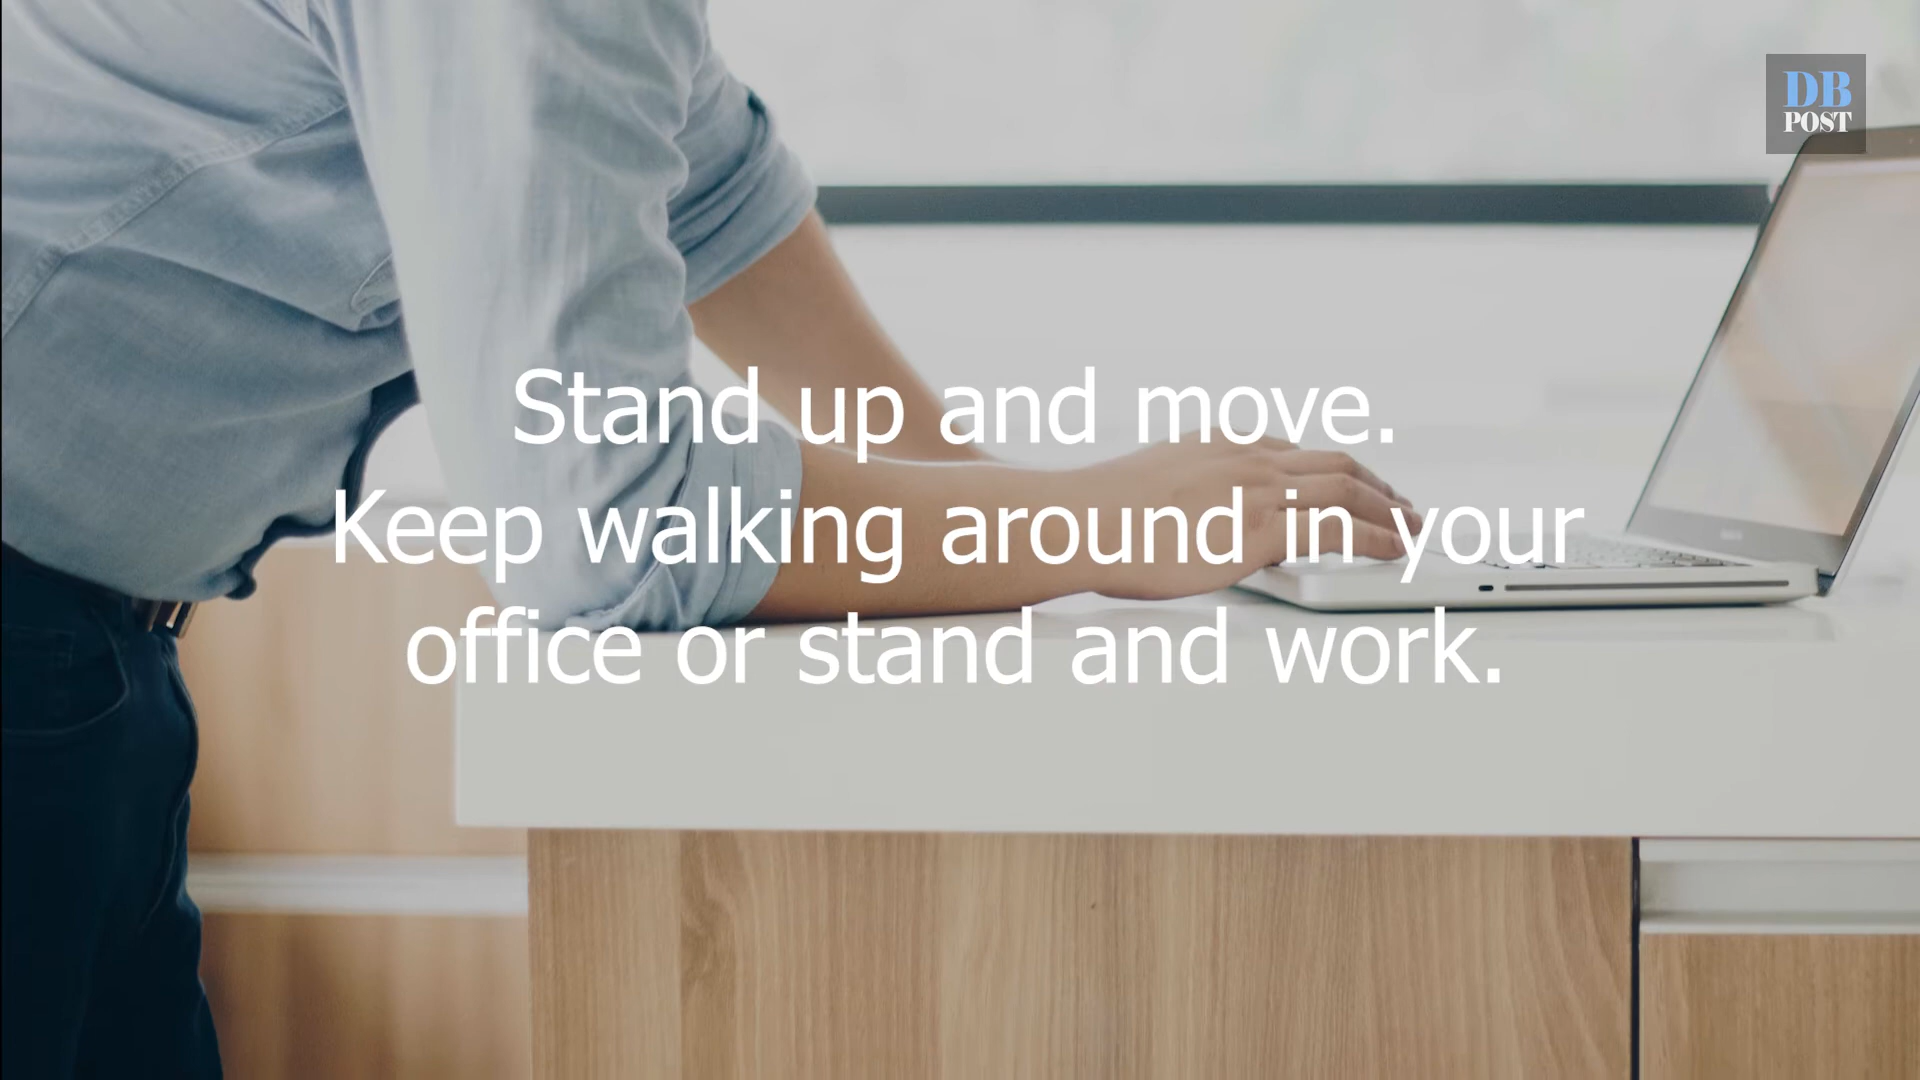 DB
POST
Stand up and move.
Keep walking around in your
office or stand and work.